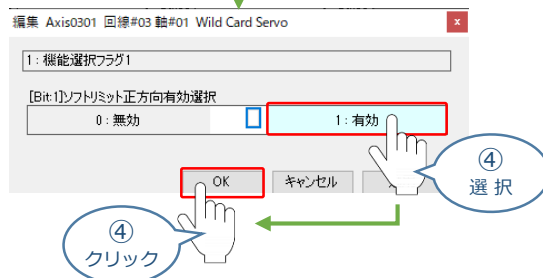 編集 Axis0301 回線#03 軸#01 Wild Card Servo
x
1 : 機能選択フラグ1
[Bit:1]ソフトリミット正方向有効選択
0 : 無効
1 : 有効
OK
キャンセル
④
選 択
④
クリック